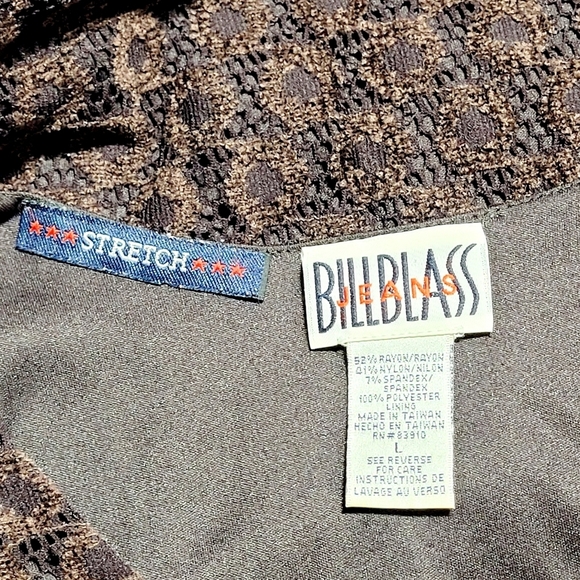 ★★★ STRETCH ★★★
BILLBLASS
JEANS
52% RAYON/RAYON
41% NYLON/NILON
7% SPANDEX/
SPANDEX
100% POLYESTER
LINING
MADE IN TAIWAN
HECHO EN TAIWAN
RN# 83910
L
SEE REVERSE
FOR CARE
INSTRUCTIONS DE
LAVAGE AU VERSO